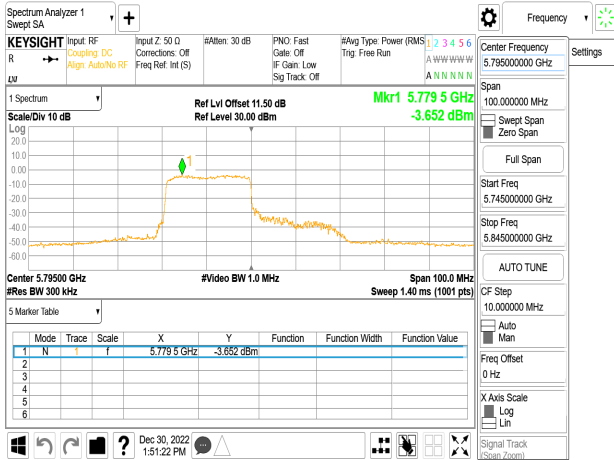 Spectrum Analyzer 1
Swept SA
▼
+
Frequency
▼
KEYSIGHT
R
LXI
Input: RF
Coupling: DC
Align: Auto/No RF
Input Z: 50 Ω
Corrections: Off
Freq Ref: Int (S)
#Atten: 30 dB
PNO: Fast
Gate: Off
IF Gain: Low
Sig Track: Off
#Avg Type: Power (RMS
Trig: Free Run
1 2 3 4 5 6
A W W W W W
A N N N N N
1 Spectrum
▼
Scale/Div 10 dB
Ref Lvl Offset 11.50 dB
Ref Level 30.00 dBm
Mkr1 5.779 5 GHz
-3.652 dBm
Log
20.0
10.0
0.00
-10.0
-20.0
-30.0
-40.0
-50.0
-60.0
1
Center 5.79500 GHz
#Res BW 300 kHz
#Video BW 1.0 MHz
Span 100.0 MHz
Sweep 1.40 ms (1001 pts)
5 Marker Table
▼
Mode Trace Scale X Y Function Function Width Function Value
1 N 1 f 5.779 5 GHz -3.652 dBm
2
3
4
5
6
Dec 30, 2022
1:51:22 PM
?
Center Frequency
5.795000000 GHz
Settings
Span
100.000000 MHz
Swept Span
Zero Span
Full Span
Start Freq
5.745000000 GHz
Stop Freq
5.845000000 GHz
AUTO TUNE
CF Step
10.000000 MHz
Auto
Man
Freq Offset
0 Hz
X Axis Scale
Log
Lin
Signal Track
(Span Zoom)